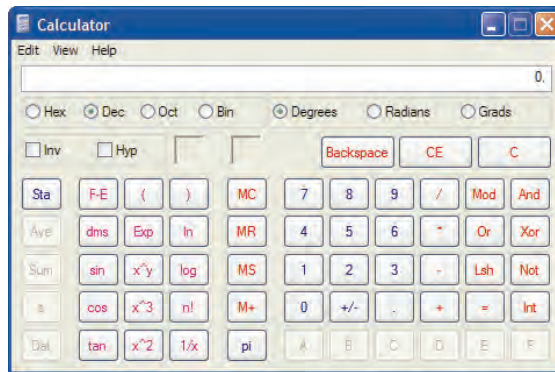 Calculator
Edit View Help
0.
Hex Dec Oct Bin Degrees Radians Grads
Inv Hyp Backspace CE C
Sta F-E ( ) MC 7 8 9 / Mod And
Ave dms Exp ln MR 4 5 6 * Or Xor
Sum sin x^y log MS 1 2 3 - Lsh Not
s cos x^3 n! M+ 0 +/- . + = Int
Dat tan x^2 1/x pi A B C D E F